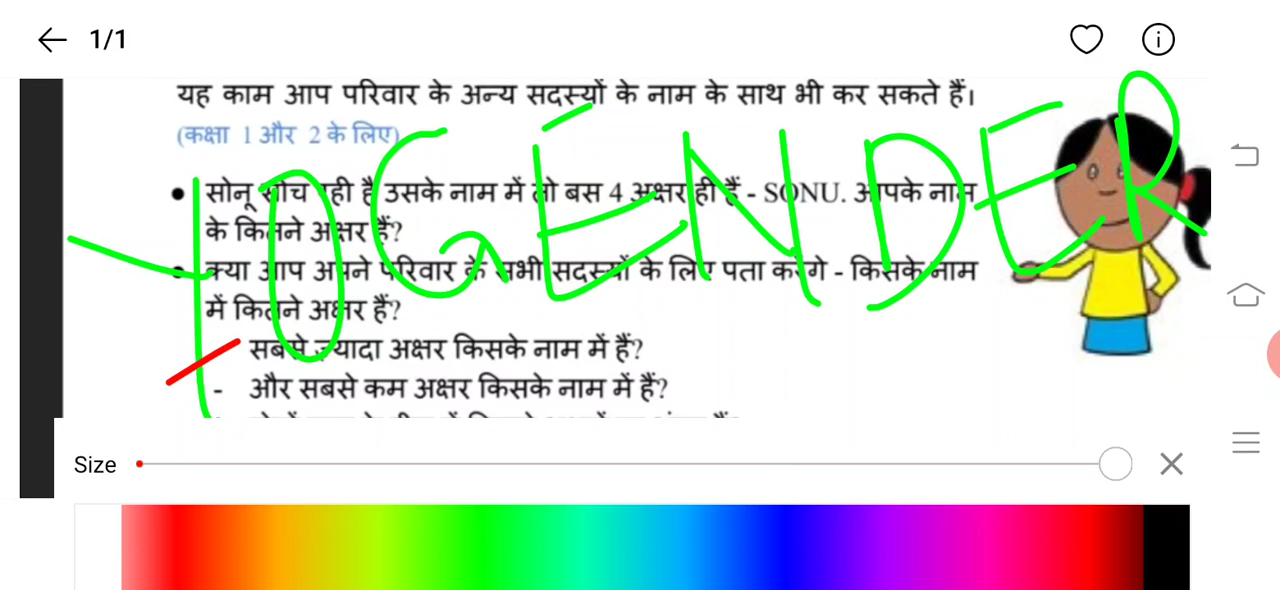 1/1
यह काम आप परिवार के अन्य सदस्यों के नाम के साथ भी कर सकते हैं।
(कक्षा 1 और 2 के लिए)
YOGENDER
• सोनू सोच रही है उसके नाम में तो बस 4 अक्षर ही हैं - SONU. आपके नाम
के कितने अक्षर हैं?
• क्या आप अपने परिवार के सभी सदस्यों के लिए पता करेंगे - किसके नाम
में कितने अक्षर हैं?
सबसे ज़्यादा अक्षर किसके नाम में हैं?
- और सबसे कम अक्षर किसके नाम में हैं?
Size